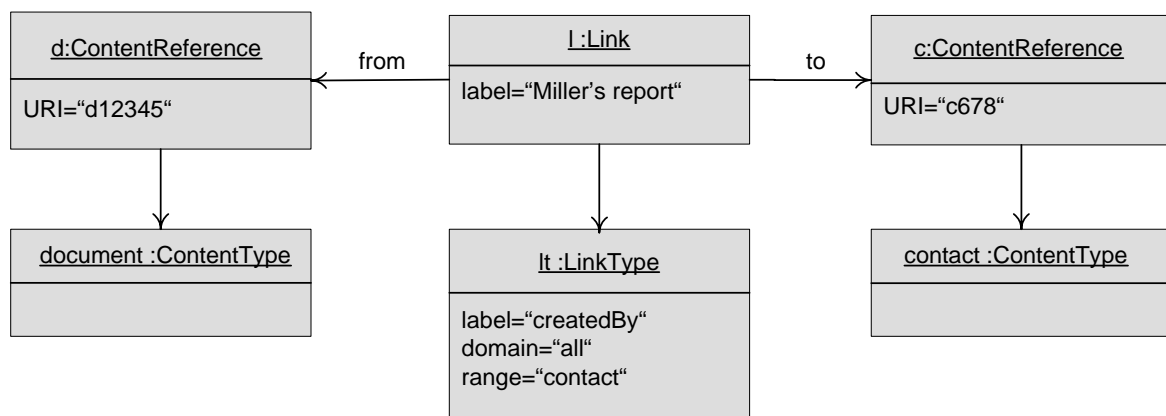 d:ContentReference
URI=“d12345“
from
l :Link
label=“Miller’s report“
to
c:ContentReference
URI=“c678“
document :ContentType
lt :LinkType
label=“createdBy“
domain=“all“
range=“contact“
contact :ContentType